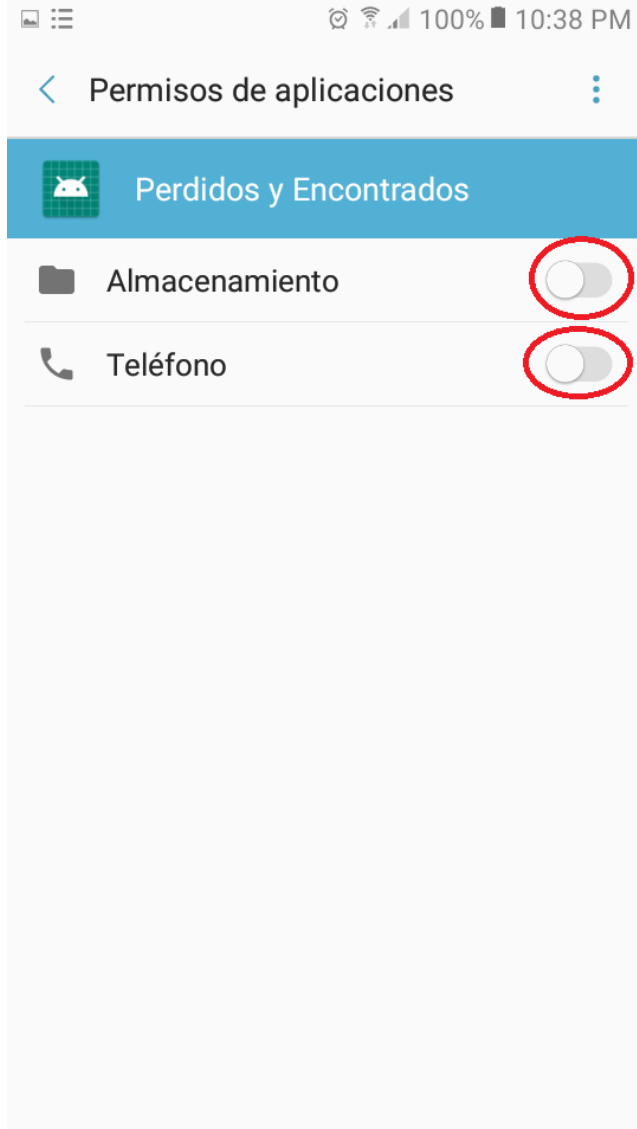 100% 10:38 PM
Permisos de aplicaciones
Perdidos y Encontrados
Almacenamiento
Teléfono